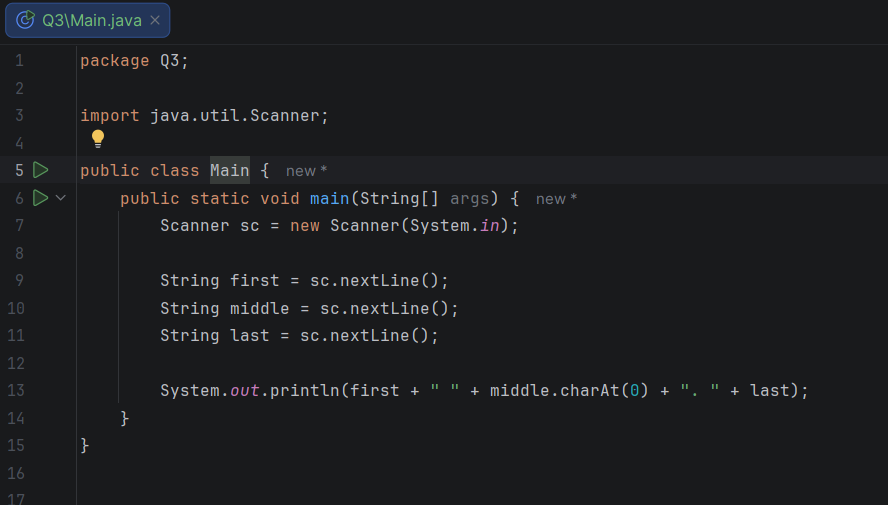 Q3\Main.java
1 package Q3;
2
3 import java.util.Scanner;
4
5 public class Main { new *
6 public static void main(String[] args) { new *
7 Scanner sc = new Scanner(System.in);
8
9 String first = sc.nextLine();
10 String middle = sc.nextLine();
11 String last = sc.nextLine();
12
13 System.out.println(first + " " + middle.charAt(0) + ". " + last);
14 }
15 }
16
17